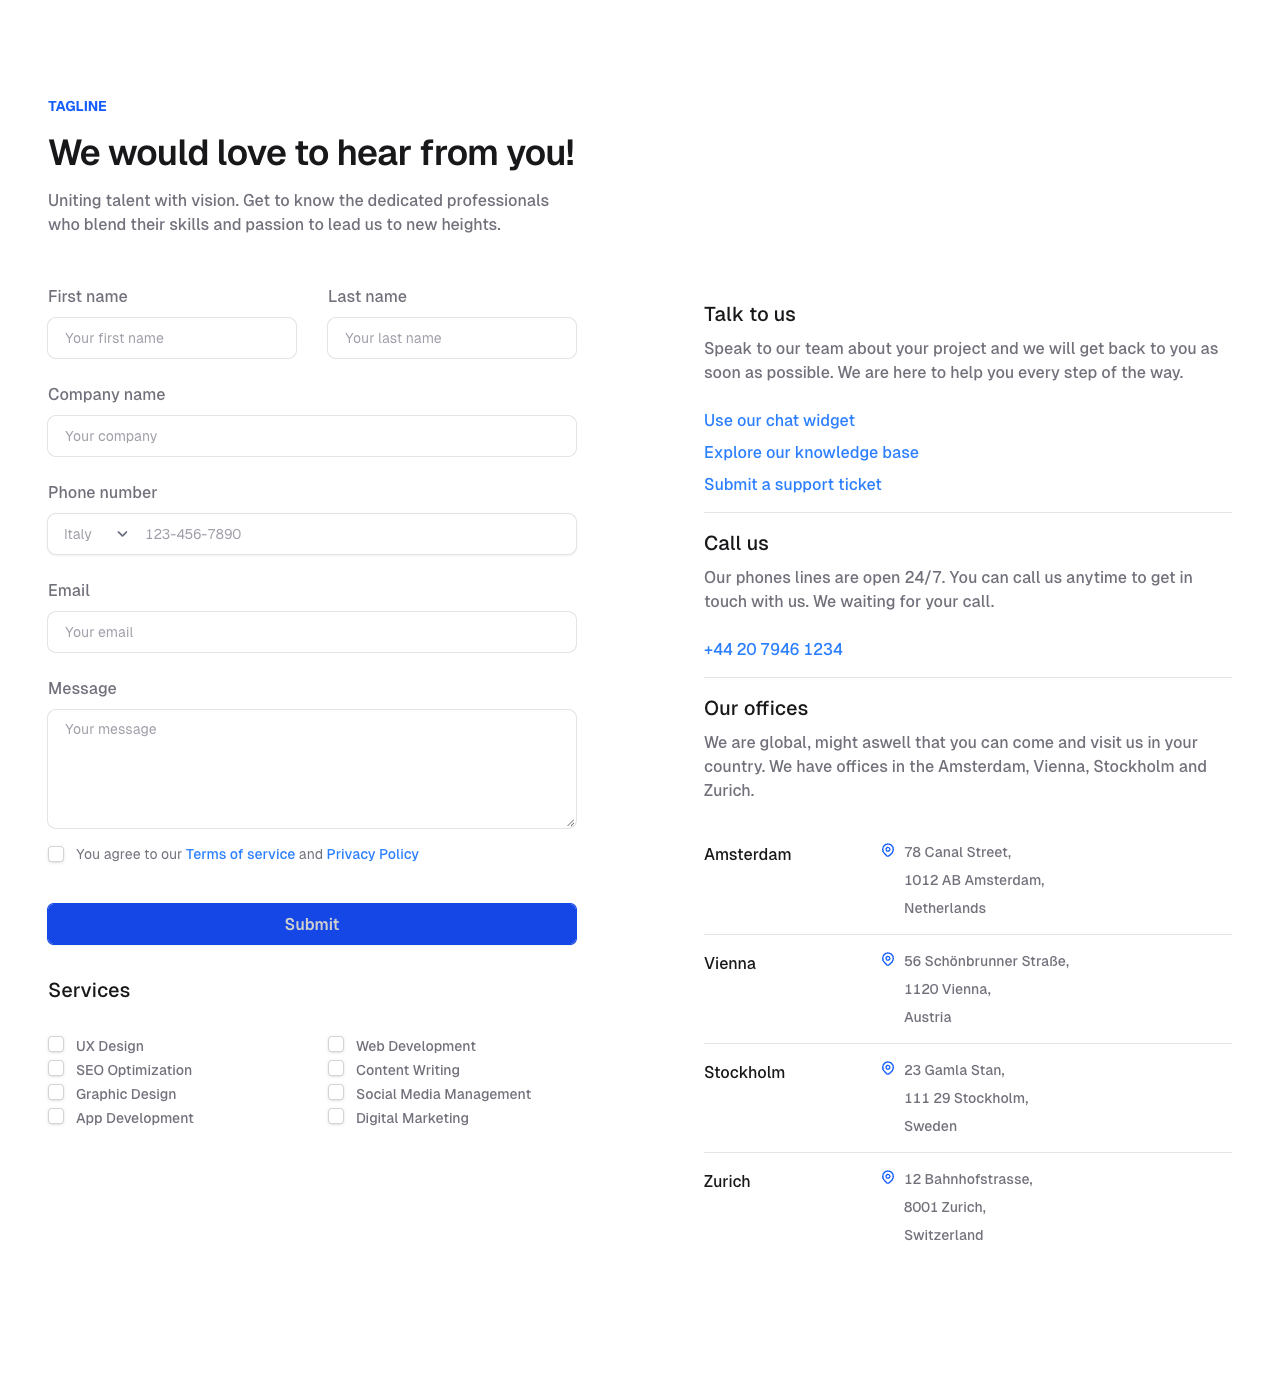 TAGLINE
We would love to hear from you!
Uniting talent with vision. Get to know the dedicated professionals
who blend their skills and passion to lead us to new heights.
First name
Last name
Your first name
Your last name
Company name
Your company
Phone number
Italy
123-456-7890
Email
Your email
Message
Your message
You agree to our Terms of service and Privacy Policy
Submit
Services
UX Design
SEO Optimization
Graphic Design
App Development
Web Development
Content Writing
Social Media Management
Digital Marketing
Talk to us
Speak to our team about your project and we will get back to you as
soon as possible. We are here to help you every step of the way.
Use our chat widget
Explore our knowledge base
Submit a support ticket
Call us
Our phones lines are open 24/7. You can call us anytime to get in
touch with us. We waiting for your call.
+44 20 7946 1234
Our offices
We are global, might aswell that you can come and visit us in your
country. We have offices in the Amsterdam, Vienna, Stockholm and
Zurich.
Amsterdam
78 Canal Street,
1012 AB Amsterdam,
Netherlands
Vienna
56 Schönbrunner Straße,
1120 Vienna,
Austria
Stockholm
23 Gamla Stan,
111 29 Stockholm,
Sweden
Zurich
12 Bahnhofstrasse,
8001 Zurich,
Switzerland